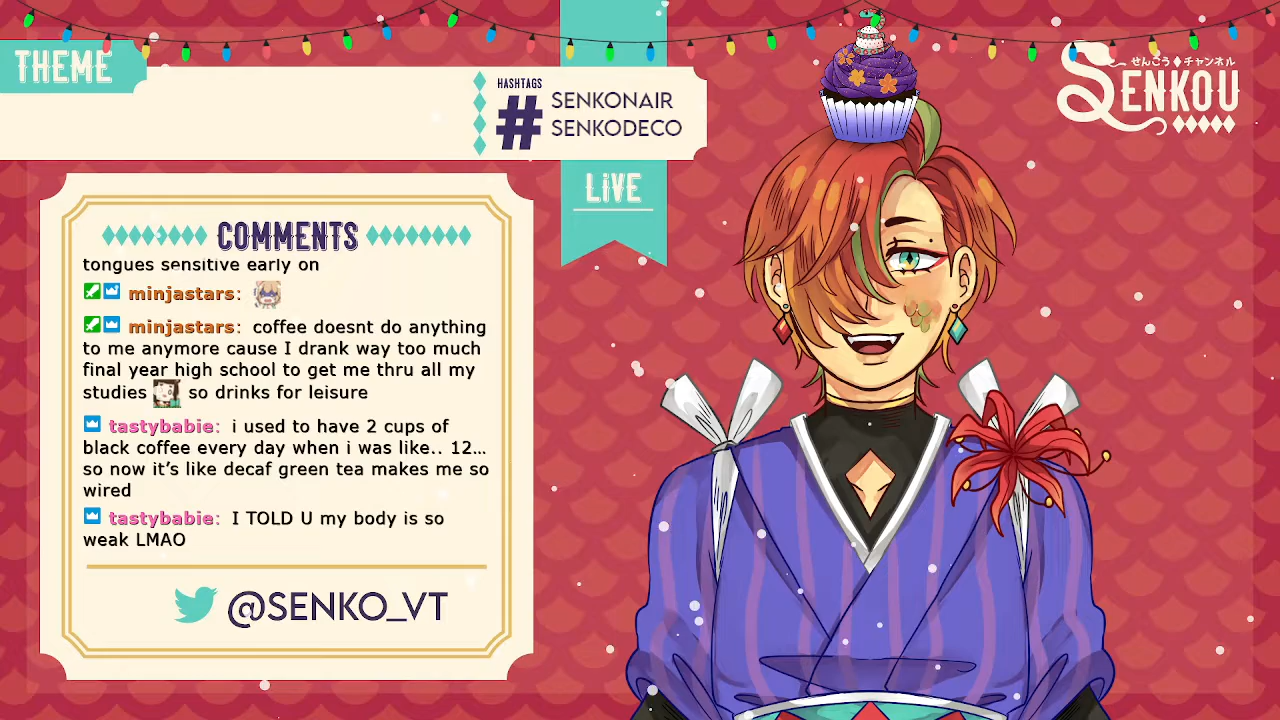 THEME
HASHTAGS
#
SENKONAIR
SENKODECO
せんこう♦チャンネル
SENKOU
LIVE
COMMENTS
tongues sensitive early on
minjastars:
minjastars: coffee doesnt do anything
to me anymore cause I drank way too much
final year high school to get me thru all my
studies so drinks for leisure
tastybabie: i used to have 2 cups of
black coffee every day when i was like.. 12...
so now it’s like decaf green tea makes me so
wired
tastybabie: I TOLD U my body is so
weak LMAO
@SENKO_VT